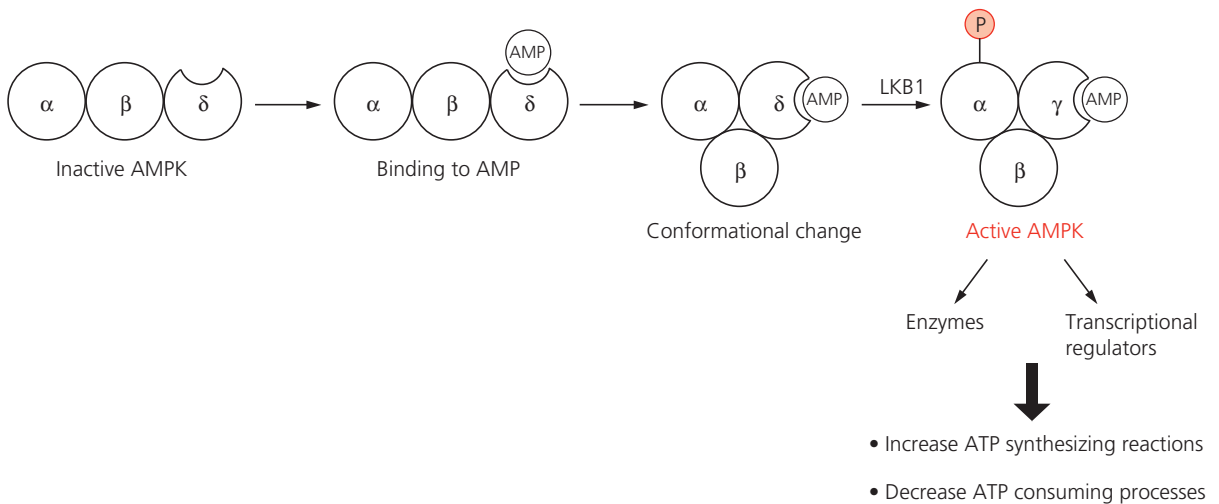 α β δ
Inactive AMPK
AMP
α β δ
Binding to AMP
α δ AMP
β
Conformational change
LKB1
P
α γ AMP
β
Active AMPK
Enzymes
Transcriptional
regulators
• Increase ATP synthesizing reactions
• Decrease ATP consuming processes